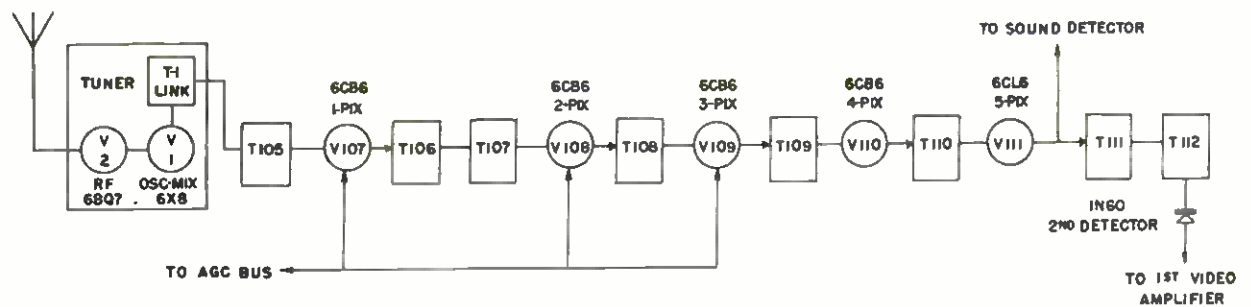 TO SOUND DETECTOR
TUNER
T-1
LINK
6CB6
1-PIX
6CB6
2-PIX
6CB6
3-PIX
6CB6
4-PIX
6CL6
5-PIX
V
2
V
1
T105
V107
T106
T107
V108
T108
V109
T109
V110
T110
V111
T111
T112
RF
6BQ7
.
OSC-MIX
6X8
1N60
2ND DETECTOR
TO AGC BUS
TO 1ST VIDEO
AMPLIFIER